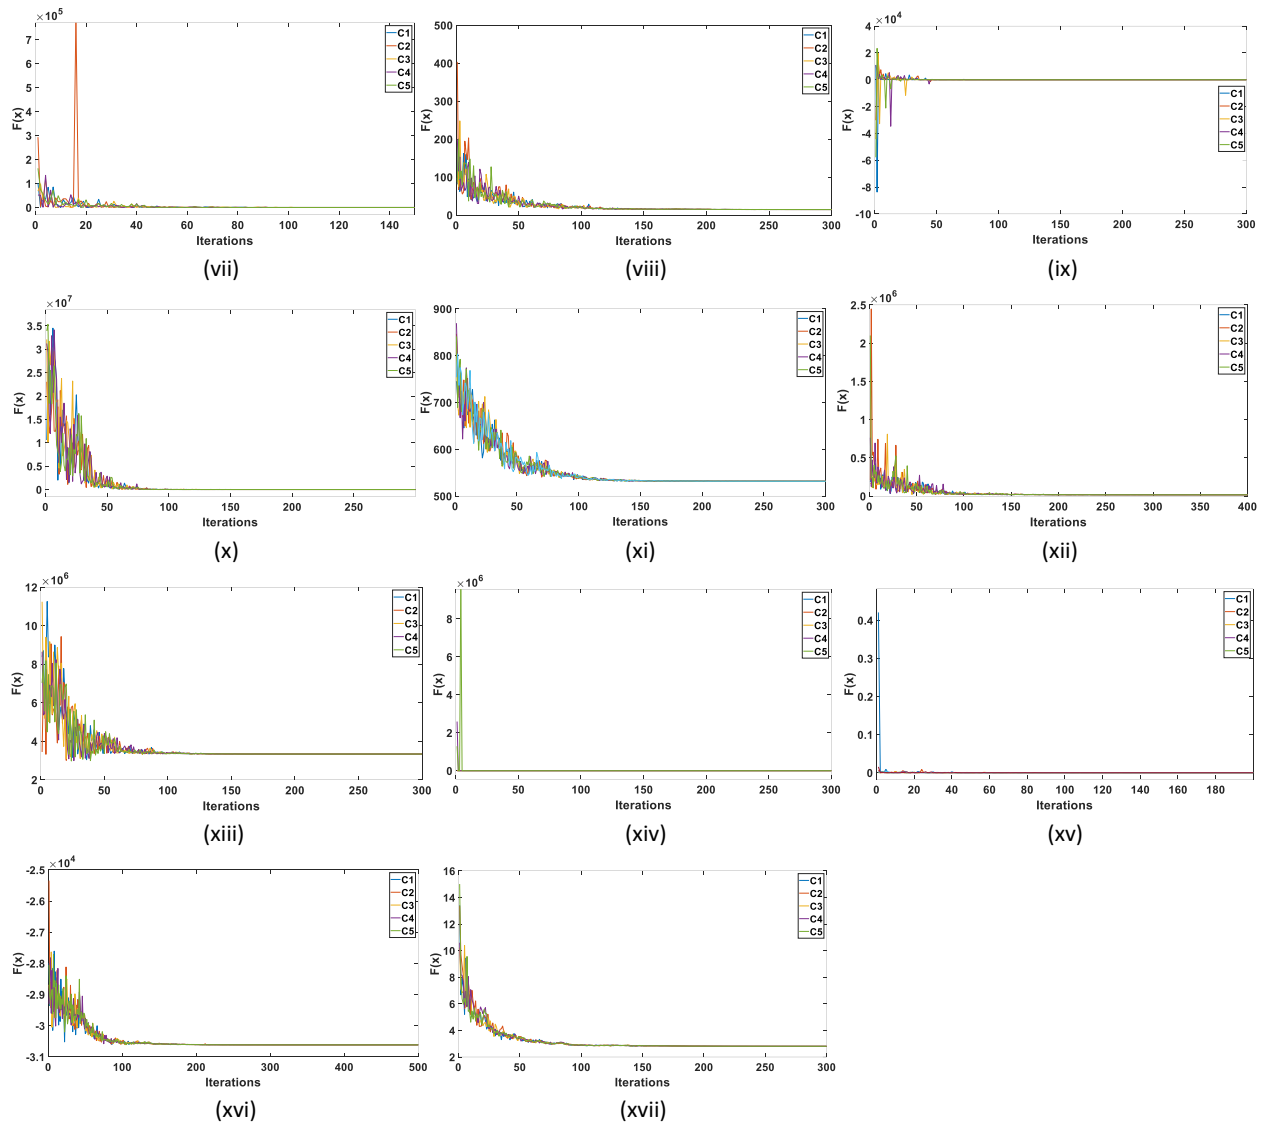 ×10^5
7
6
5
4
3
2
1
0
F(x)
0 20 40 60 80 100 120 140
Iterations
C1
C2
C3
C4
C5
(vii)
500
400
300
200
100
0
F(x)
0 50 100 150 200 250 300
Iterations
C1
C2
C3
C4
C5
(viii)
×10^4
4
2
0
-2
-4
-6
-8
-10
F(x)
0 50 100 150 200 250 300
Iterations
C1
C2
C3
C4
C5
(ix)
×10^7
3.5
3
2.5
2
1.5
1
0.5
0
F(x)
0 50 100 150 200 250
Iterations
C1
C2
C3
C4
C5
(x)
900
800
700
600
500
F(x)
0 50 100 150 200 250 300
Iterations
C1
C2
C3
C4
C5
(xi)
×10^6
2.5
2
1.5
1
0.5
0
F(x)
0 50 100 150 200 250 300 350 400
Iterations
C1
C2
C3
C4
C5
(xii)
×10^6
12
10
8
6
4
2
F(x)
0 50 100 150 200 250 300
Iterations
C1
C2
C3
C4
C5
(xiii)
×10^6
8
6
4
2
0
F(x)
0 50 100 150 200 250 300
Iterations
C1
C2
C3
C4
C5
(xiv)
0.4
0.3
0.2
0.1
0
F(x)
0 20 40 60 80 100 120 140 160 180
Iterations
C1
C2
C3
C4
C5
(xv)
×10^4
-2.5
-2.6
-2.7
-2.8
-2.9
-3
-3.1
F(x)
0 100 200 300 400 500
Iterations
C1
C2
C3
C4
C5
(xvi)
16
14
12
10
8
6
4
2
F(x)
0 50 100 150 200 250 300
Iterations
C1
C2
C3
C4
C5
(xvii)